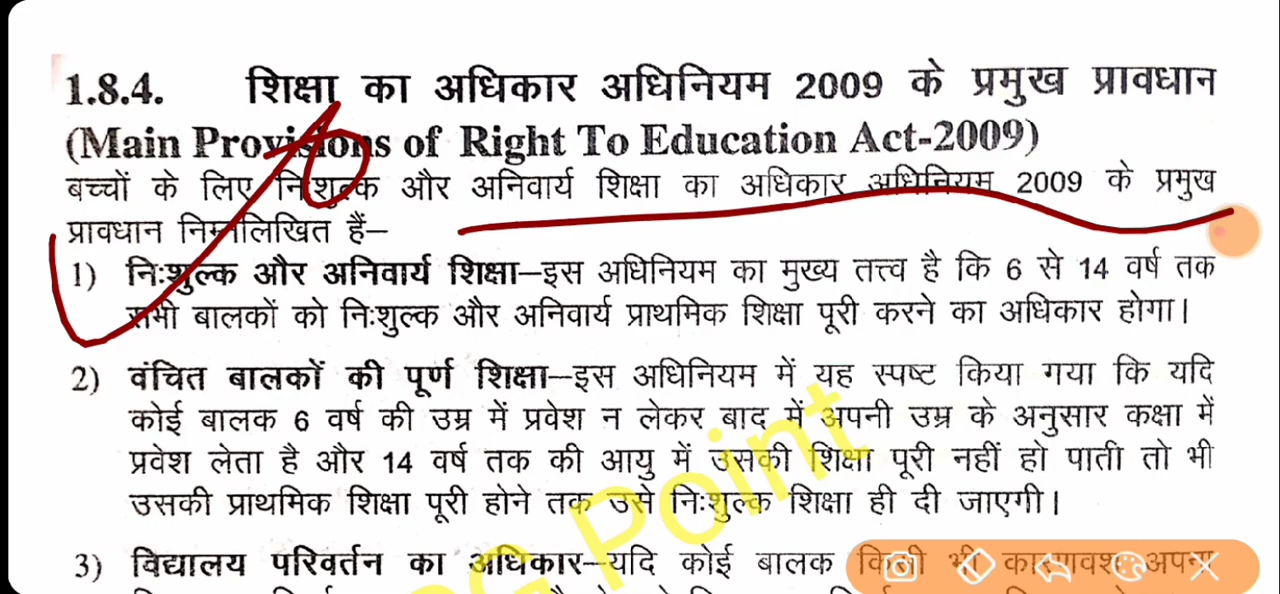 1.8.4. शिक्षा का अधिकार अधिनियम 2009 के प्रमुख प्रावधान
(Main Provisions of Right To Education Act-2009)
बच्चों के लिए निःशुल्क और अनिवार्य शिक्षा का अधिकार अधिनियम 2009 के प्रमुख
प्रावधान निम्नलिखित हैं–
1) निःशुल्क और अनिवार्य शिक्षा–इस अधिनियम का मुख्य तत्त्व है कि 6 से 14 वर्ष तक
सभी बालकों को निःशुल्क और अनिवार्य प्राथमिक शिक्षा पूरी करने का अधिकार होगा।
2) वंचित बालकों की पूर्ण शिक्षा–इस अधिनियम में यह स्पष्ट किया गया कि यदि
कोई बालक 6 वर्ष की उम्र में प्रवेश न लेकर बाद में अपनी उम्र के अनुसार कक्षा में
प्रवेश लेता है और 14 वर्ष तक की आयु में उसकी शिक्षा पूरी नहीं हो पाती तो भी
उसकी प्राथमिक शिक्षा पूरी होने तक उसे निःशुल्क शिक्षा ही दी जाएगी।
3) विद्यालय परिवर्तन का अधिकार–यदि कोई बालक किसी भी कारणवश अपना
Point